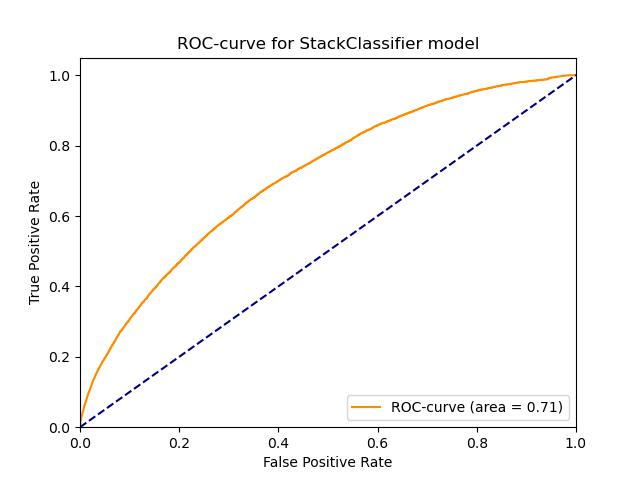 ROC-curve for StackClassifier model
1.0
0.8
0.6
0.4
0.2
0.0
True Positive Rate
ROC-curve (area = 0.71)
0.0 0.2 0.4 0.6 0.8 1.0
False Positive Rate